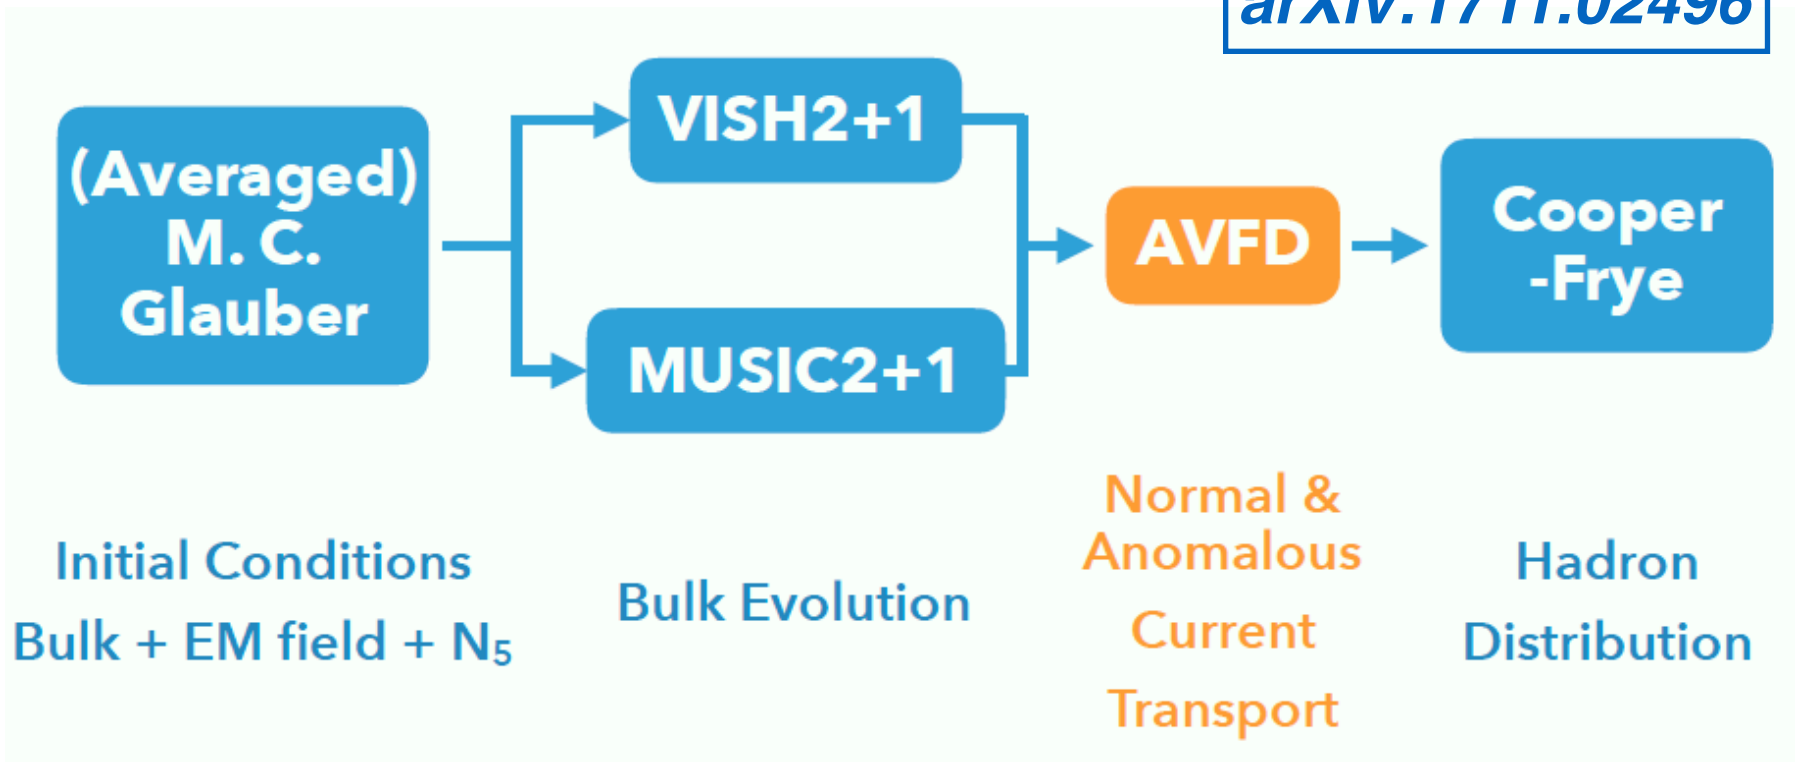 arXiv:1711.02496
(Averaged)
M. C.
Glauber
VISH2+1
MUSIC2+1
AVFD
Cooper
-Frye
Initial Conditions
Bulk + EM field + N₅
Bulk Evolution
Normal &
Anomalous
Current
Transport
Hadron
Distribution